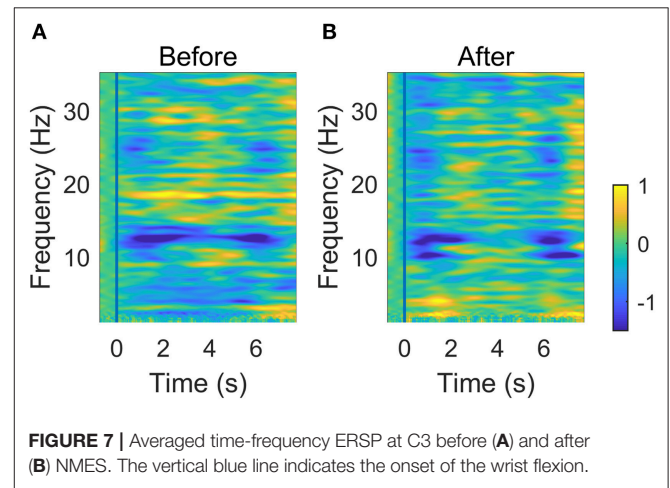 A
B
Before
After
Frequency (Hz)
30
20
10
0 2 4 6
Time (s)
Frequency (Hz)
30
20
10
0 2 4 6
Time (s)
1
0
-1
FIGURE 7 | Averaged time-frequency ERSP at C3 before (A) and after
(B) NMES. The vertical blue line indicates the onset of the wrist flexion.